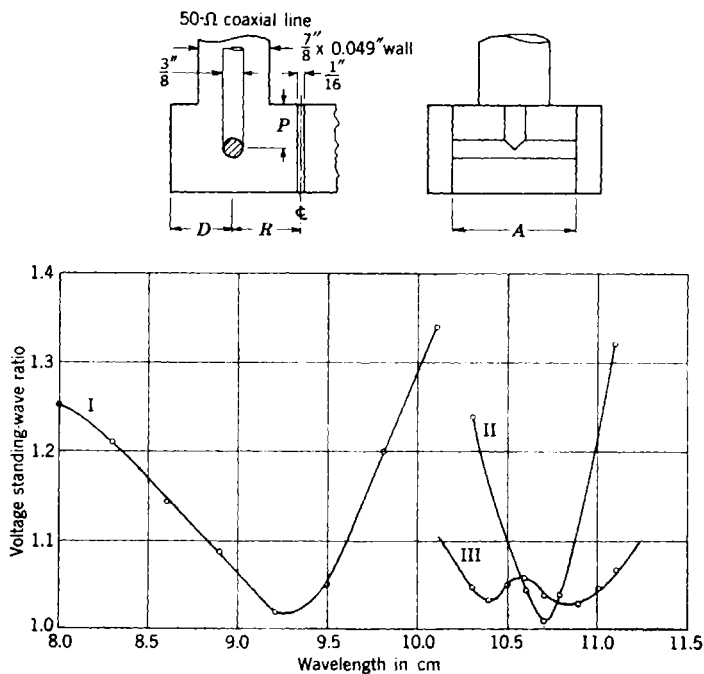 50-Ω coaxial line
7/8" x 0.049" wall
3/8"
1/16"
P
D
R
℄
A
Voltage standing-wave ratio
1.4
1.3
1.2
1.1
1.0
I
II
III
8.0 8.5 9.0 9.5 10.0 10.5 11.0 11.5
Wavelength in cm